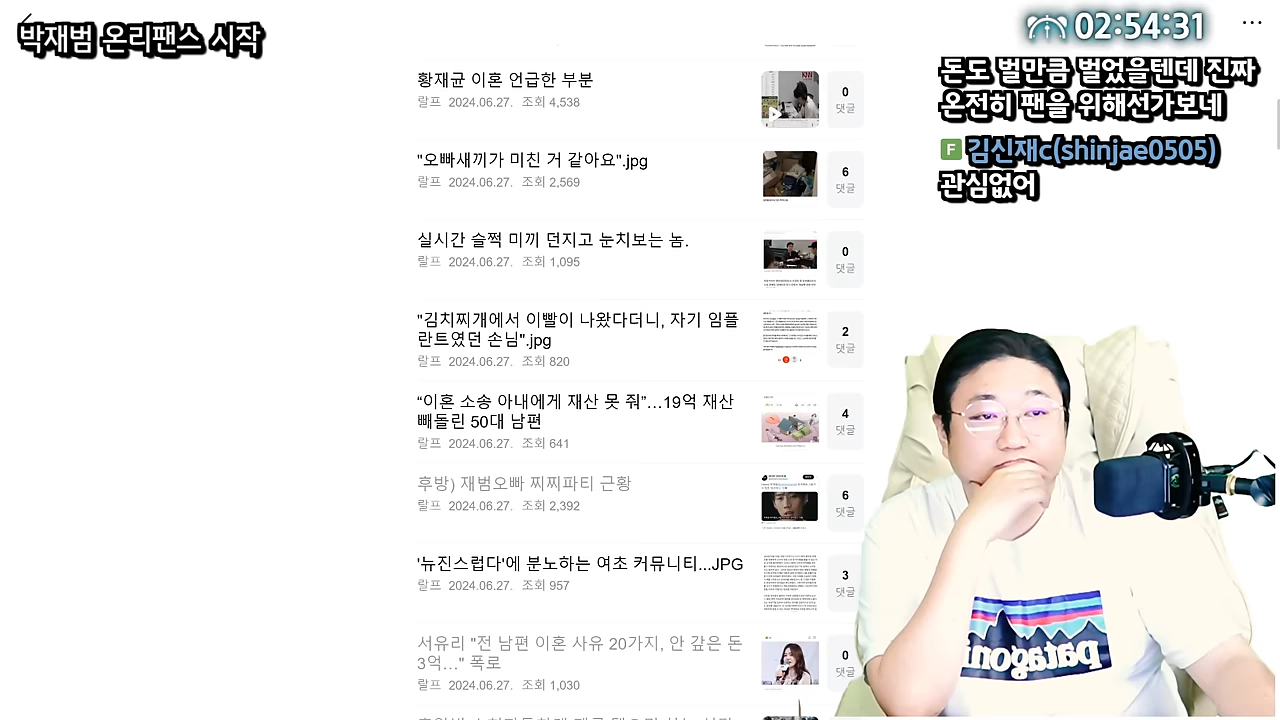 박재범 온리팬스 시작
02:54:31
돈도 벌만큼 벌었을텐데 진짜
온전히 팬을 위해선가보네
F 김신재c(shinjae0505)
관심없어
황재균 이혼 언급한 부분
랄프 2024.06.27. 조회 4,538
0
댓글
"오빠새끼가 미친 거 같아요".jpg
랄프 2024.06.27. 조회 2,569
6
댓글
실시간 슬쩍 미끼 던지고 눈치보는 놈.
랄프 2024.06.27. 조회 1,095
0
댓글
"김치찌개에서 이빨이 나왔다더니, 자기 임플
란트였던 손님".jpg
랄프 2024.06.27. 조회 820
2
댓글
“이혼 소송 아내에게 재산 못 줘”…19억 재산
빼돌린 50대 남편
랄프 2024.06.27. 조회 641
4
댓글
후방) 재범오빠 찌찌파티 근황
랄프 2024.06.27. 조회 2,392
8
댓글
'뉴진스럽다'에 분노하는 여초 커뮤니티...JPG
랄프 2024.06.27. 조회 787
댓글
서유리 "전 남편 이혼 사유 20가지, 안 갚은 돈
3억…" 폭로
랄프 2024.06.27. 조회 1,030
0
댓글
patagonia